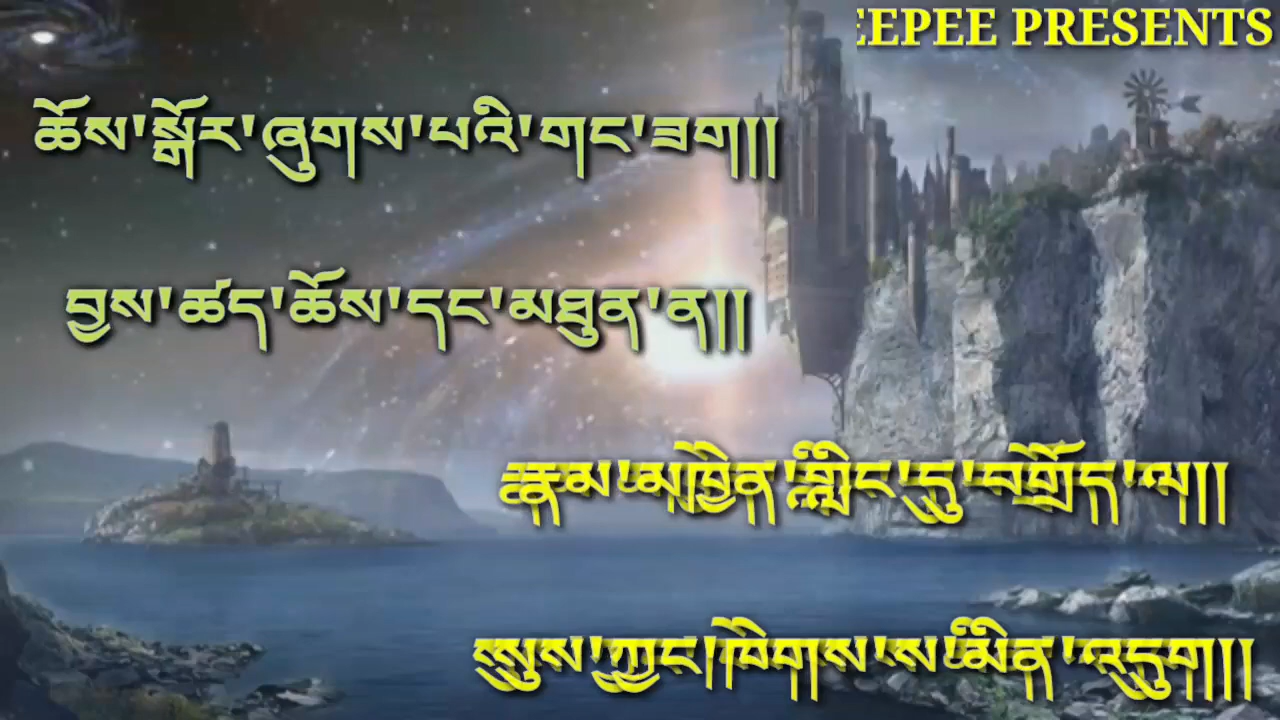 EEPEE PRESENTS
ཆོས་སྒོར་ཞུགས་པའི་གང་ཟག།།
བྱས་ཚད་ཆོས་དང་མཐུན་ན།།
མཁྱེན་གླིང་དུ་བགྲོད་ལ།།
སུས་ཀྱང་ཁེགས་ས་མིན་འདུག།།